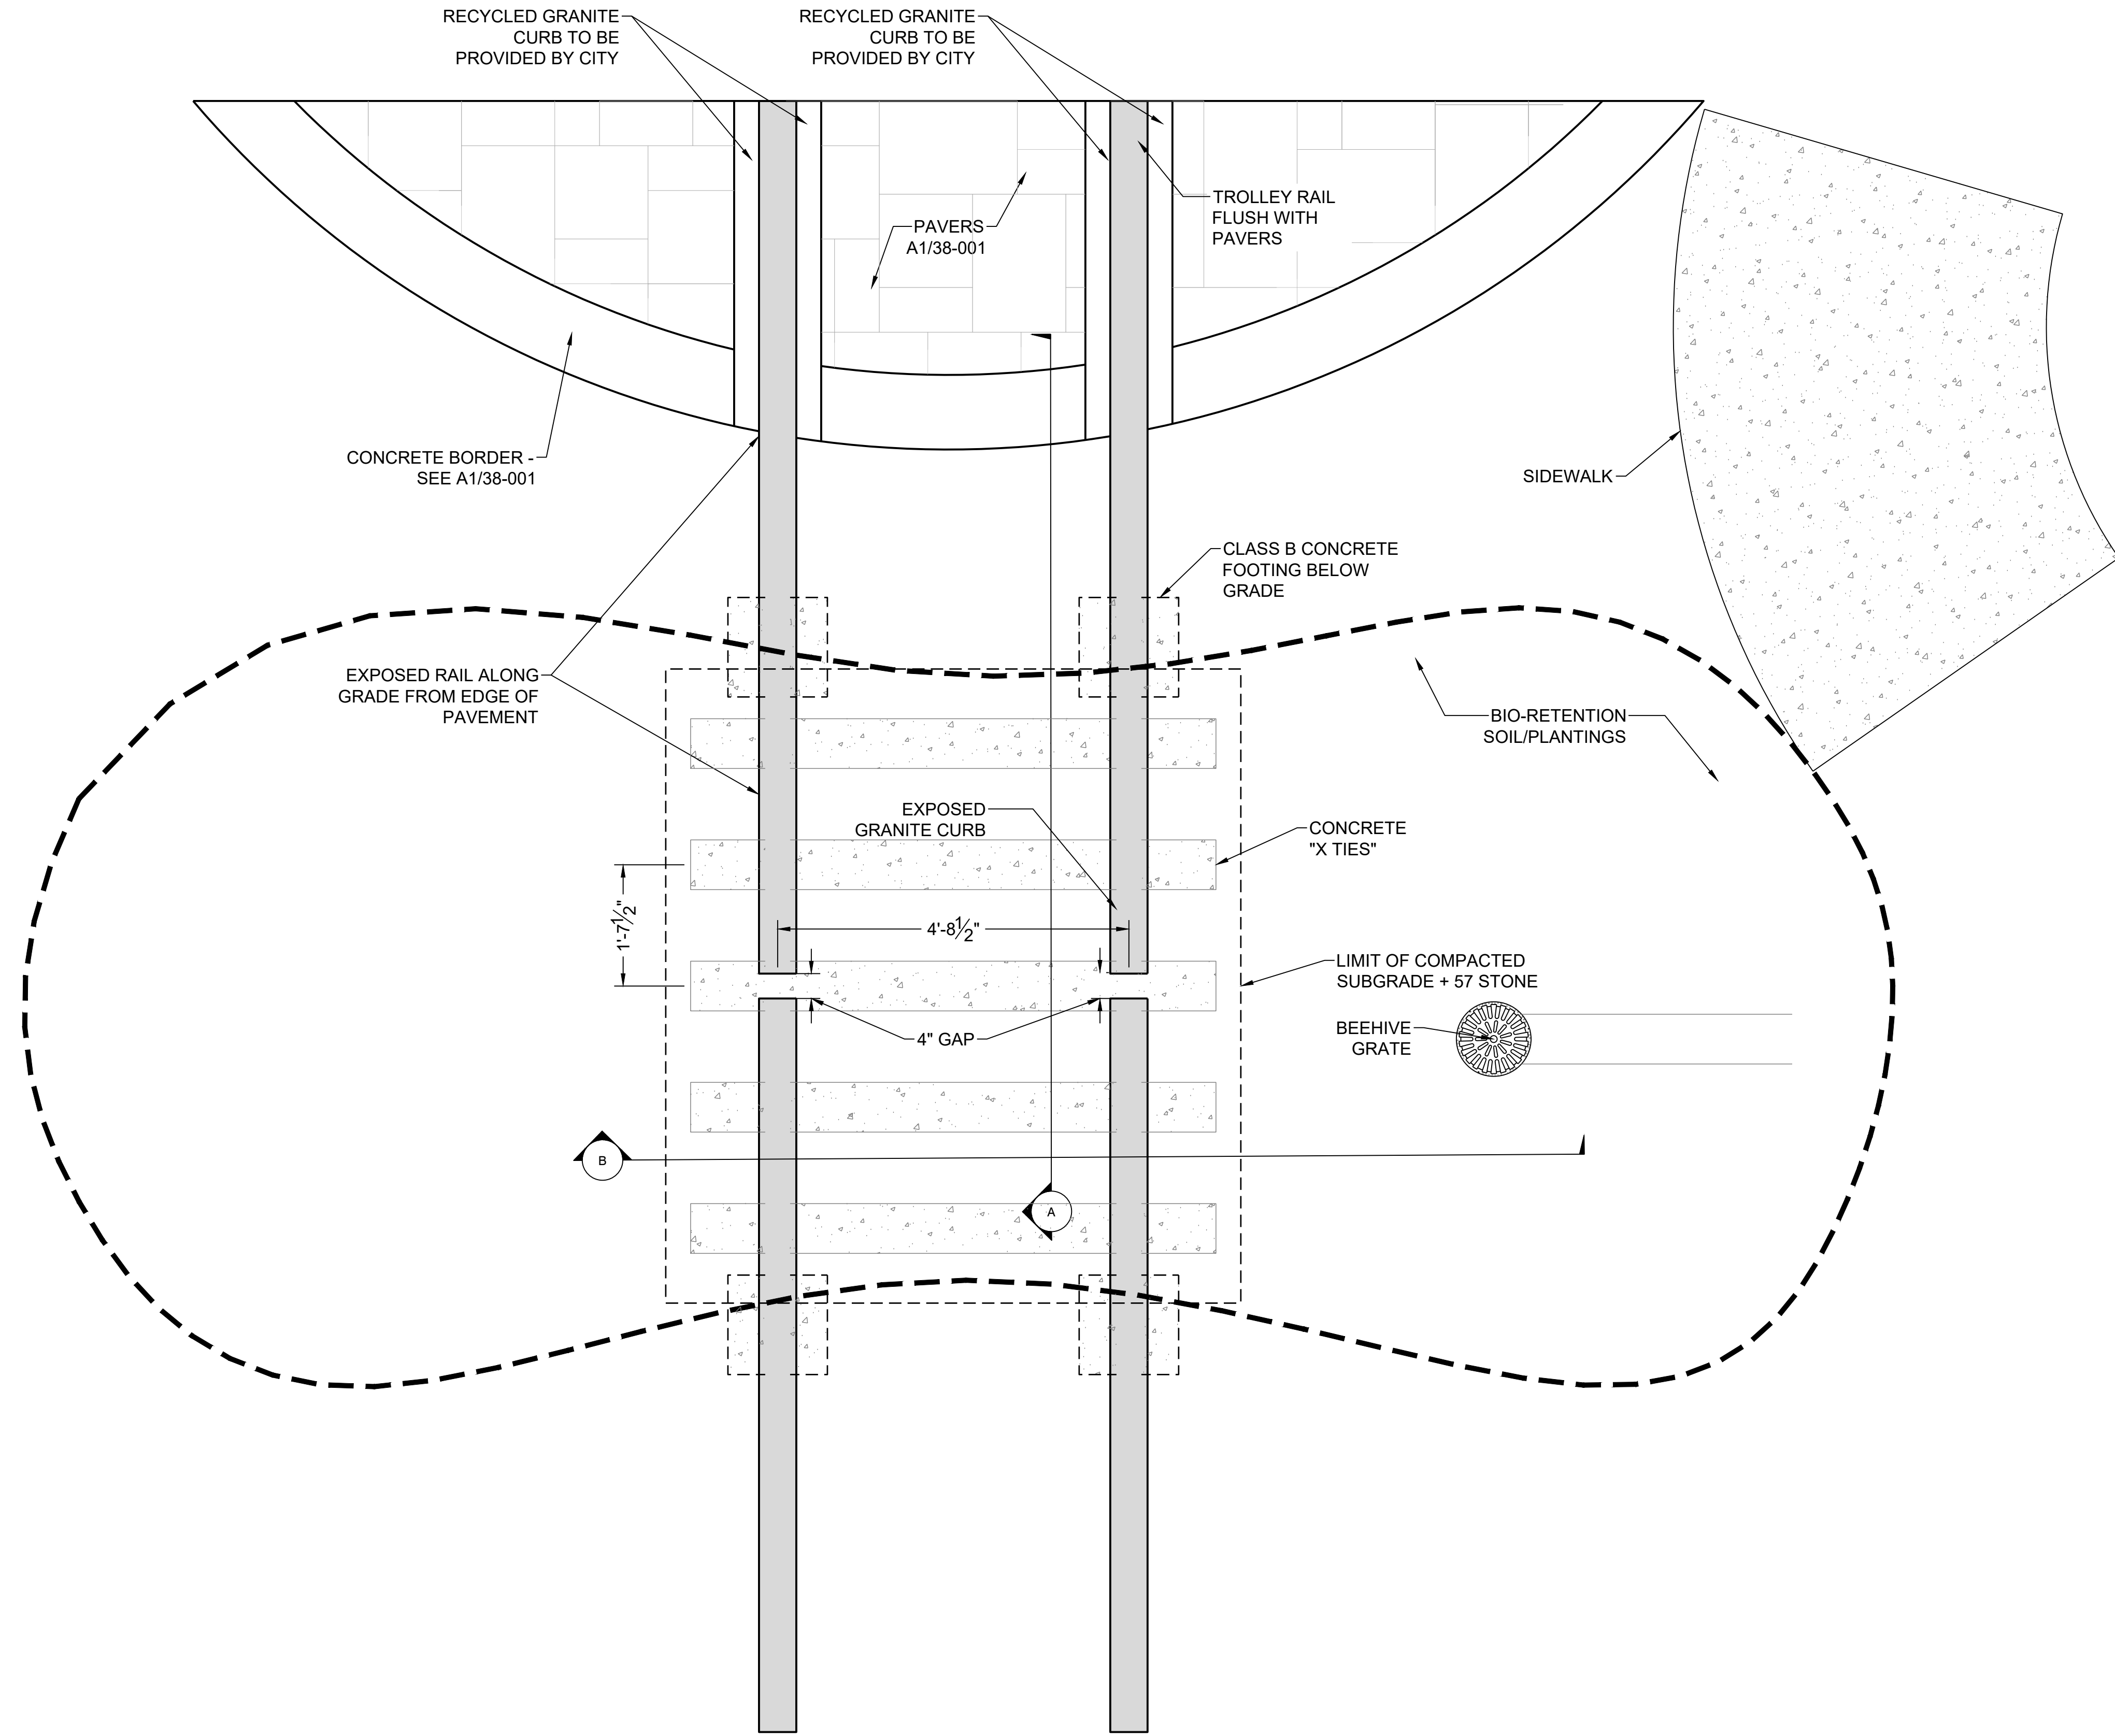 RECYCLED GRANITE
CURB TO BE
PROVIDED BY CITY
RECYCLED GRANITE
CURB TO BE
PROVIDED BY CITY
TROLLEY RAIL
FLUSH WITH
PAVERS
PAVERS
A1/38-001
CONCRETE BORDER -
SEE A1/38-001
SIDEWALK
CLASS B CONCRETE
FOOTING BELOW
GRADE
EXPOSED RAIL ALONG
GRADE FROM EDGE OF
PAVEMENT
BIO-RETENTION
SOIL/PLANTINGS
EXPOSED
GRANITE CURB
CONCRETE
"X TIES"
1'-7½"
4'-8½"
LIMIT OF COMPACTED
SUBGRADE + 57 STONE
4" GAP
BEEHIVE
GRATE
B
A